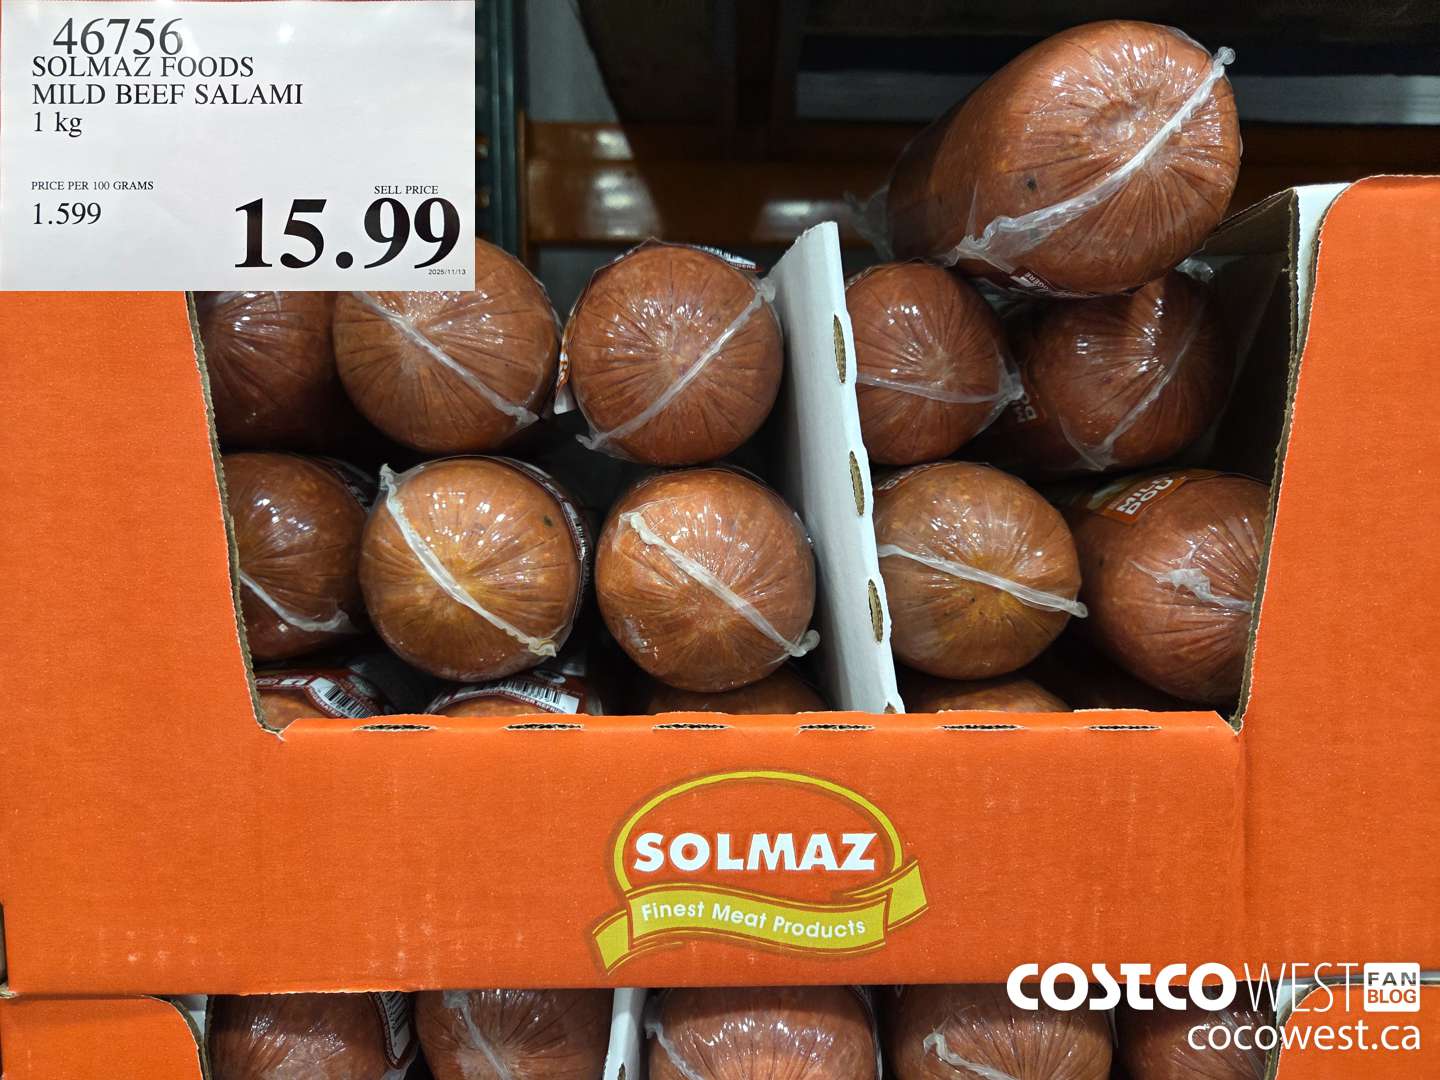 46756
SOLMAZ FOODS
MILD BEEF SALAMI
1 kg
PRICE PER 100 GRAMS
1.599
SELL PRICE
15.99
2025/11/13
SOLMAZ
Finest Meat Products
COSTCO WEST FAN BLOG
cocowest.ca